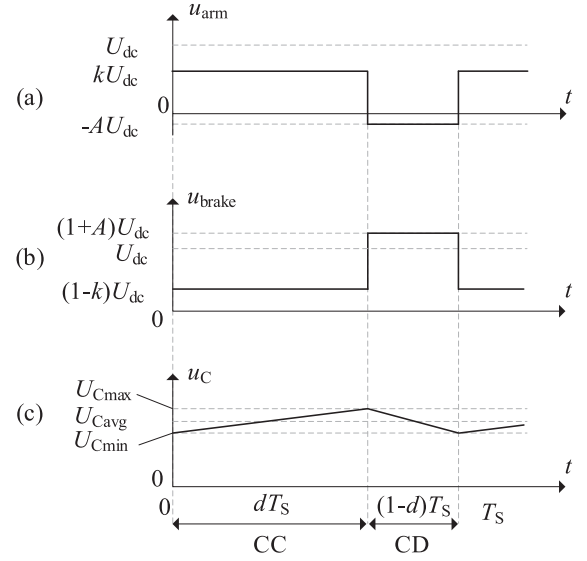 u_arm
U_dc
kU_dc
(a)
0
t
-AU_dc
u_brake
(1+A)U_dc
(b)
U_dc
(1-k)U_dc
t
0
u_C
U_Cmax
(c)
U_Cavg
U_Cmin
0
t
0
dT_S
(1-d)T_S
T_S
CC
CD